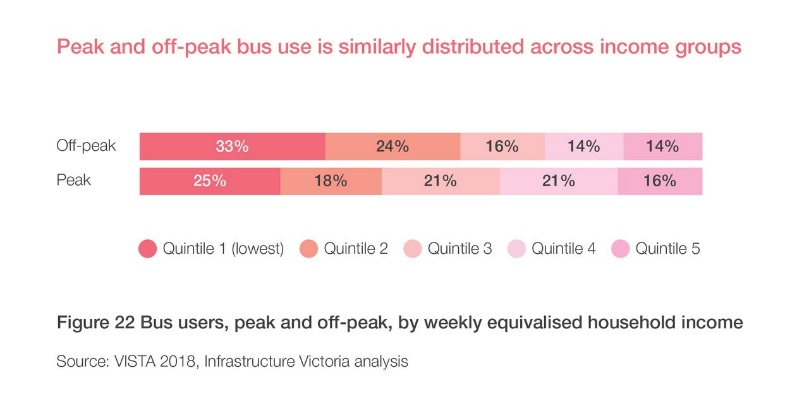 Peak and off-peak bus use is similarly distributed across income groups
Off-peak 33% 24% 16% 14% 14%
Peak 25% 18% 21% 21% 16%
Quintile 1 (lowest) Quintile 2 Quintile 3 Quintile 4 Quintile 5
Figure 22 Bus users, peak and off-peak, by weekly equivalised household income
Source: VISTA 2018, Infrastructure Victoria analysis